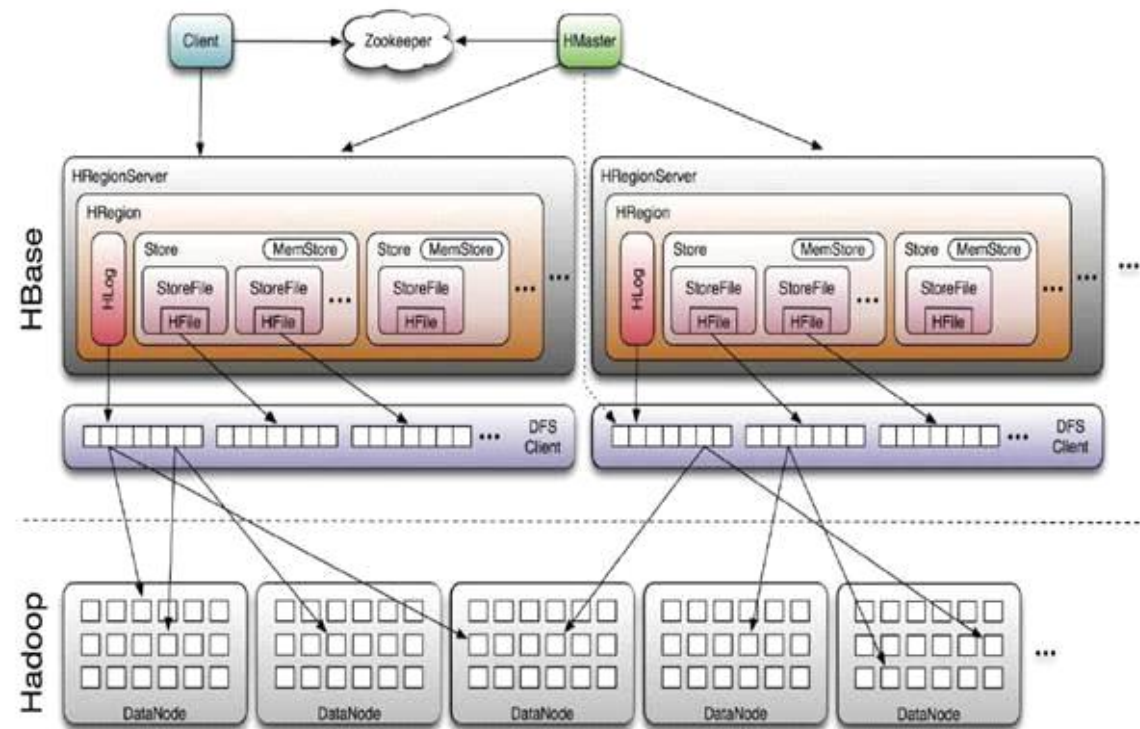 Client
Zookeeper
HMaster
HBase
HRegionServer
HRegion
HLog
Store
MemStore
StoreFile
HFile
StoreFile
HFile
...
Store
MemStore
StoreFile
HFile
...
...
HRegionServer
HRegion
HLog
Store
MemStore
StoreFile
HFile
StoreFile
HFile
...
Store
MemStore
StoreFile
HFile
...
...
...
...
DFS
Client
...
DFS
Client
Hadoop
DataNode
DataNode
DataNode
DataNode
DataNode
...